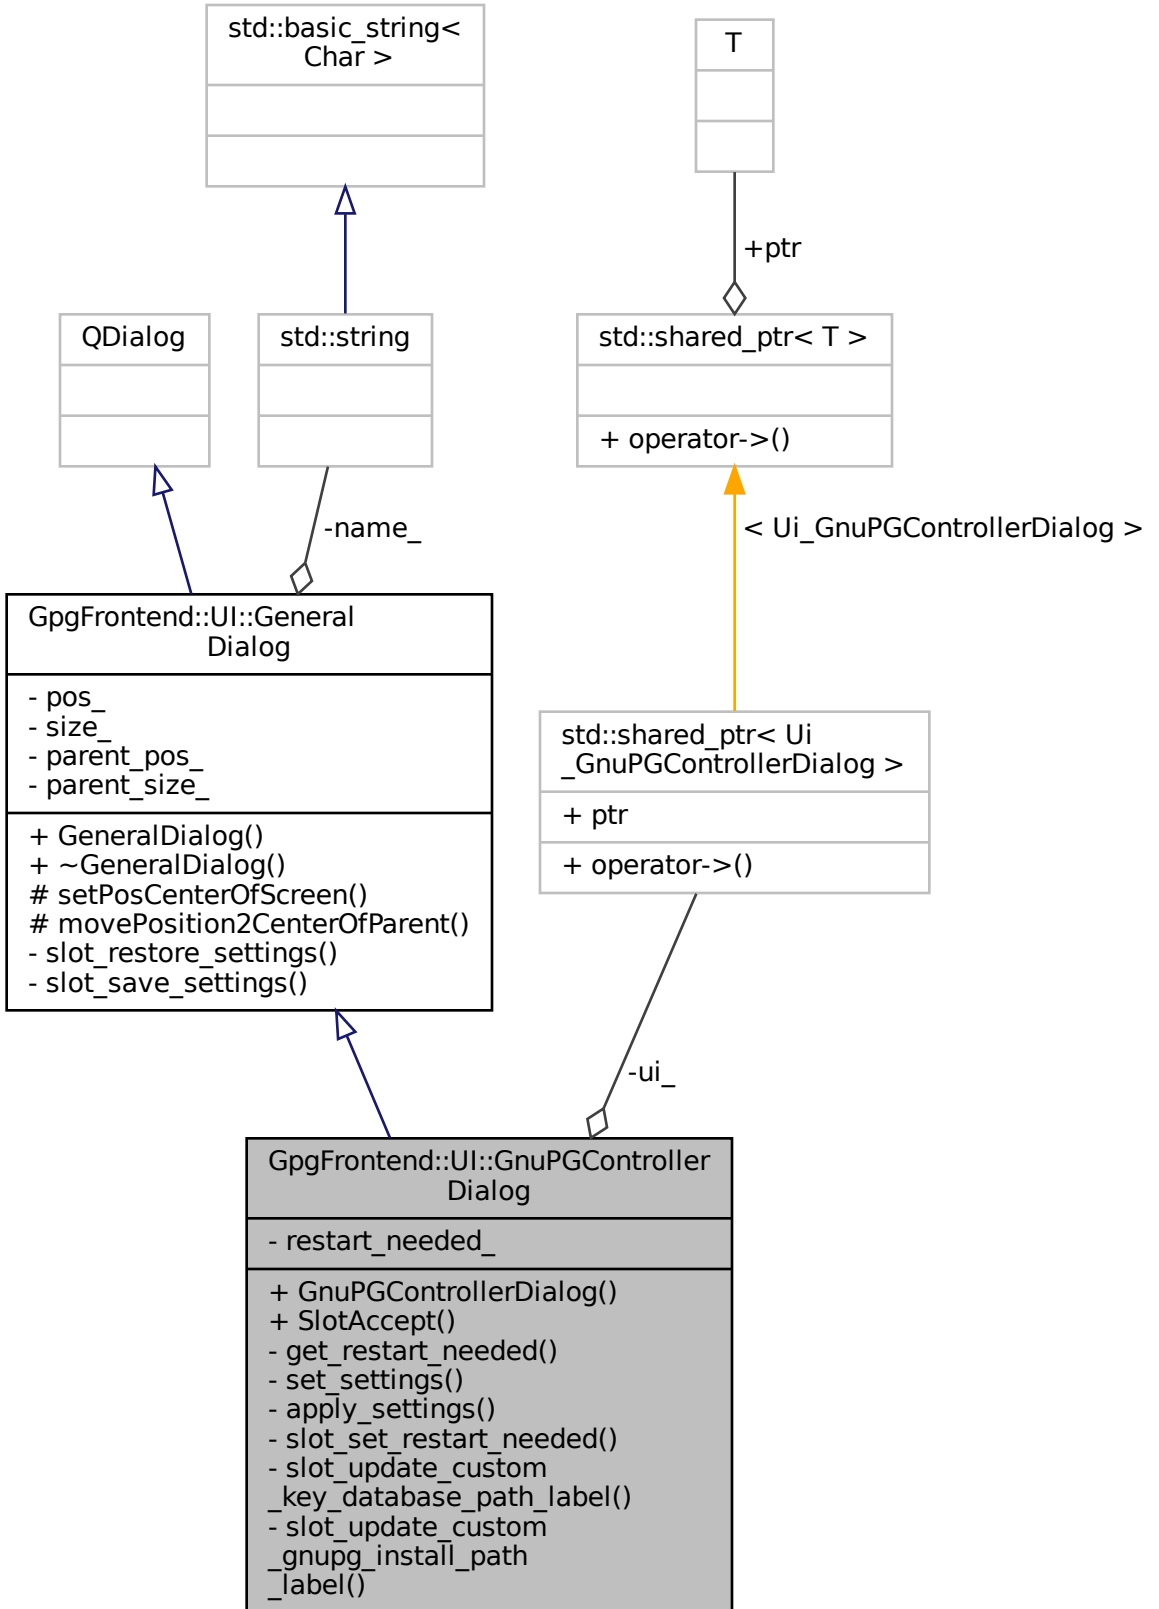 std::basic_string<
Char >
T
+ptr
QDialog
std::string
std::shared_ptr< T >
+ operator->()
-name_
< Ui_GnuPGControllerDialog >
GpgFrontend::UI::General
Dialog
- pos_
- size_
- parent_pos_
- parent_size_
+ GeneralDialog()
+ ~GeneralDialog()
# setPosCenterOfScreen()
# movePosition2CenterOfParent()
- slot_restore_settings()
- slot_save_settings()
std::shared_ptr< Ui
_GnuPGControllerDialog >
+ ptr
+ operator->()
-ui_
GpgFrontend::UI::GnuPGController
Dialog
- restart_needed_
+ GnuPGControllerDialog()
+ SlotAccept()
- get_restart_needed()
- set_settings()
- apply_settings()
- slot_set_restart_needed()
- slot_update_custom
_key_database_path_label()
- slot_update_custom
_gnupg_install_path
_label()